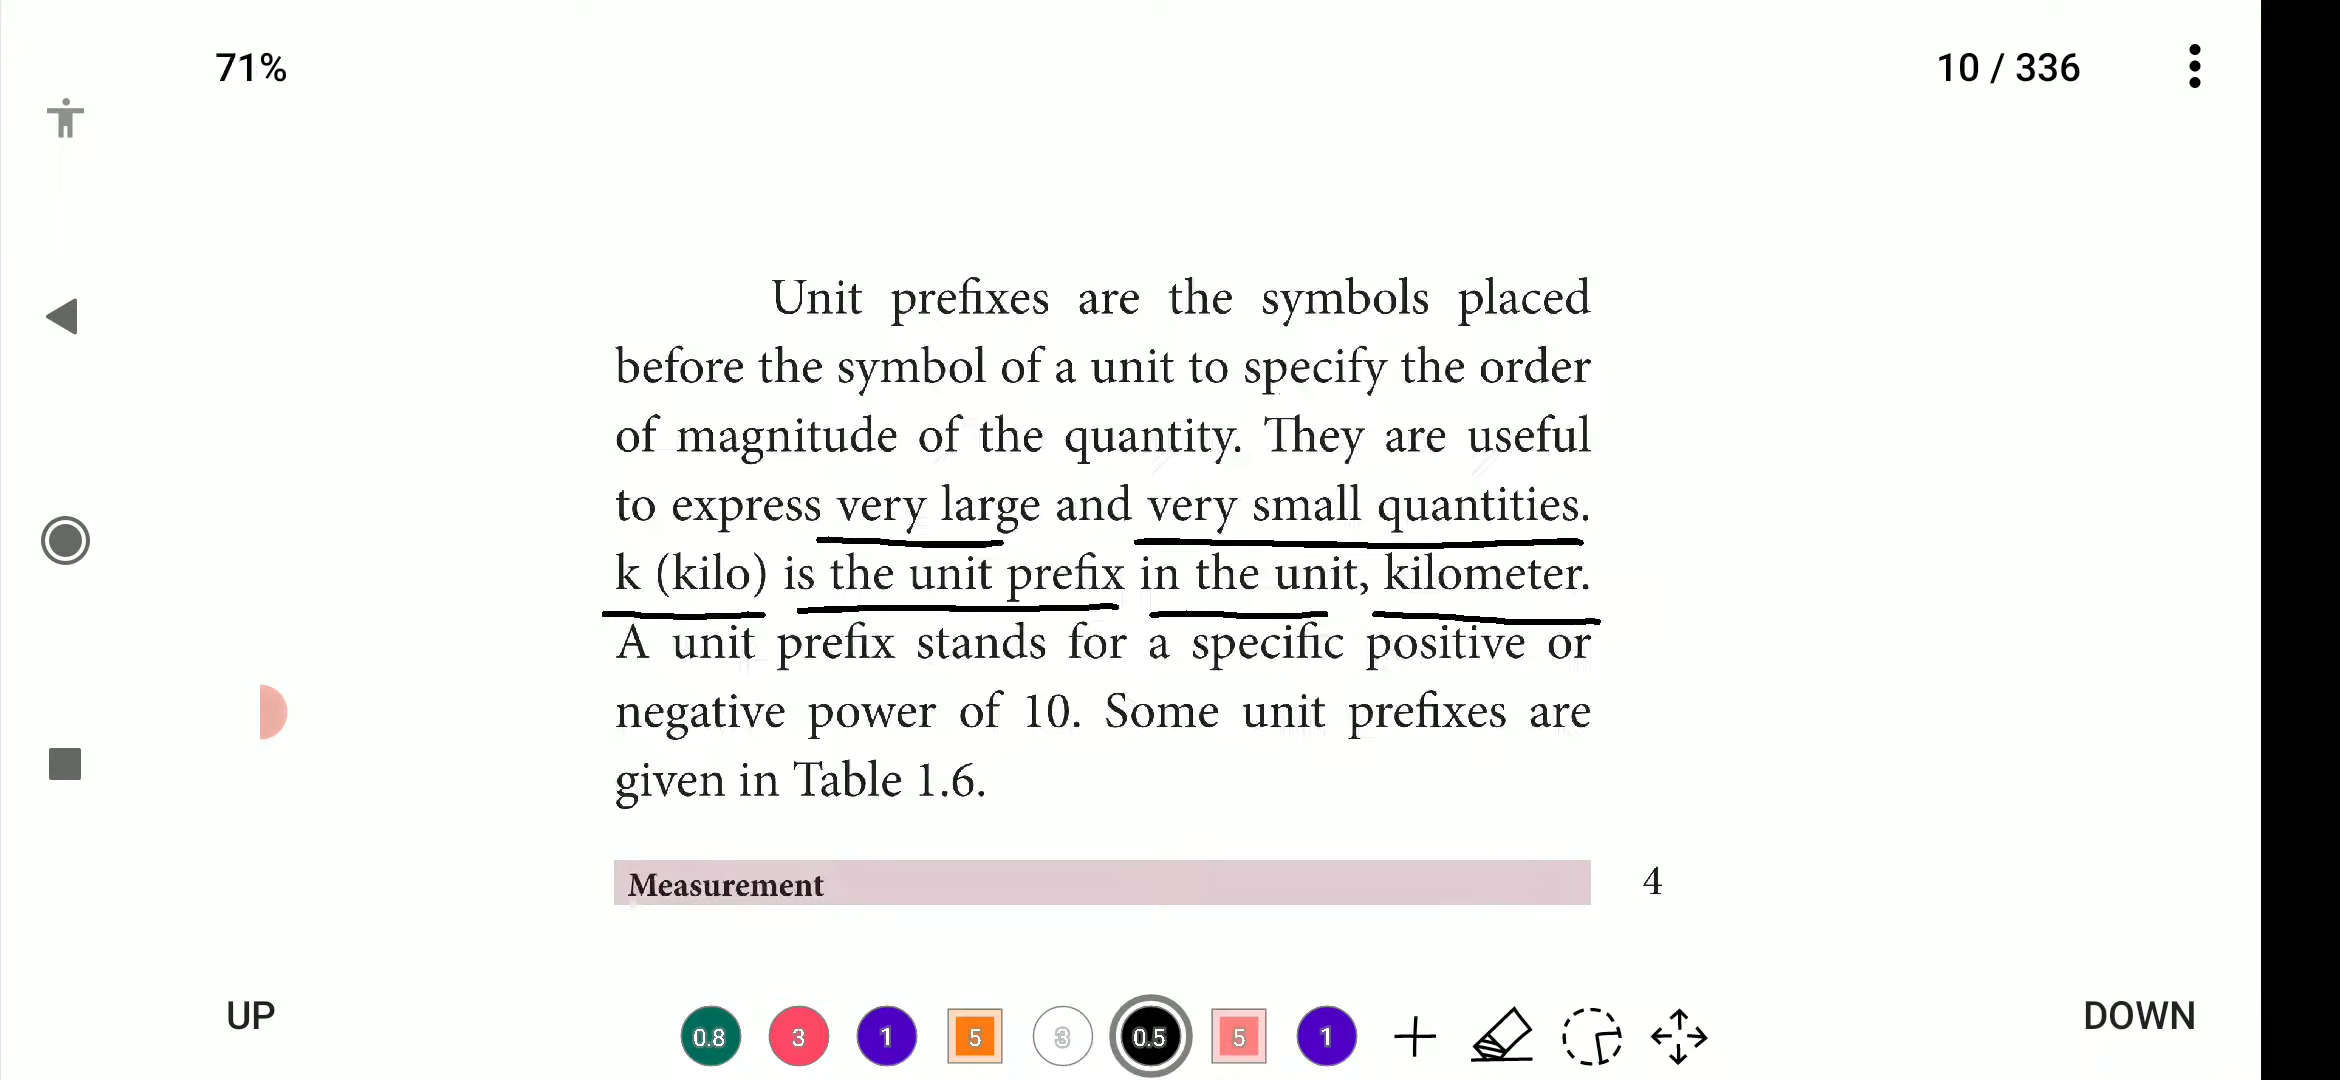 71%
10 / 336
Unit prefixes are the symbols placed
before the symbol of a unit to specify the order
of magnitude of the quantity. They are useful
to express very large and very small quantities.
k (kilo) is the unit prefix in the unit, kilometer.
A unit prefix stands for a specific positive or
negative power of 10. Some unit prefixes are
given in Table 1.6.
Measurement
4
UP
0.8 3 1 5 3 0.5 5 1
DOWN